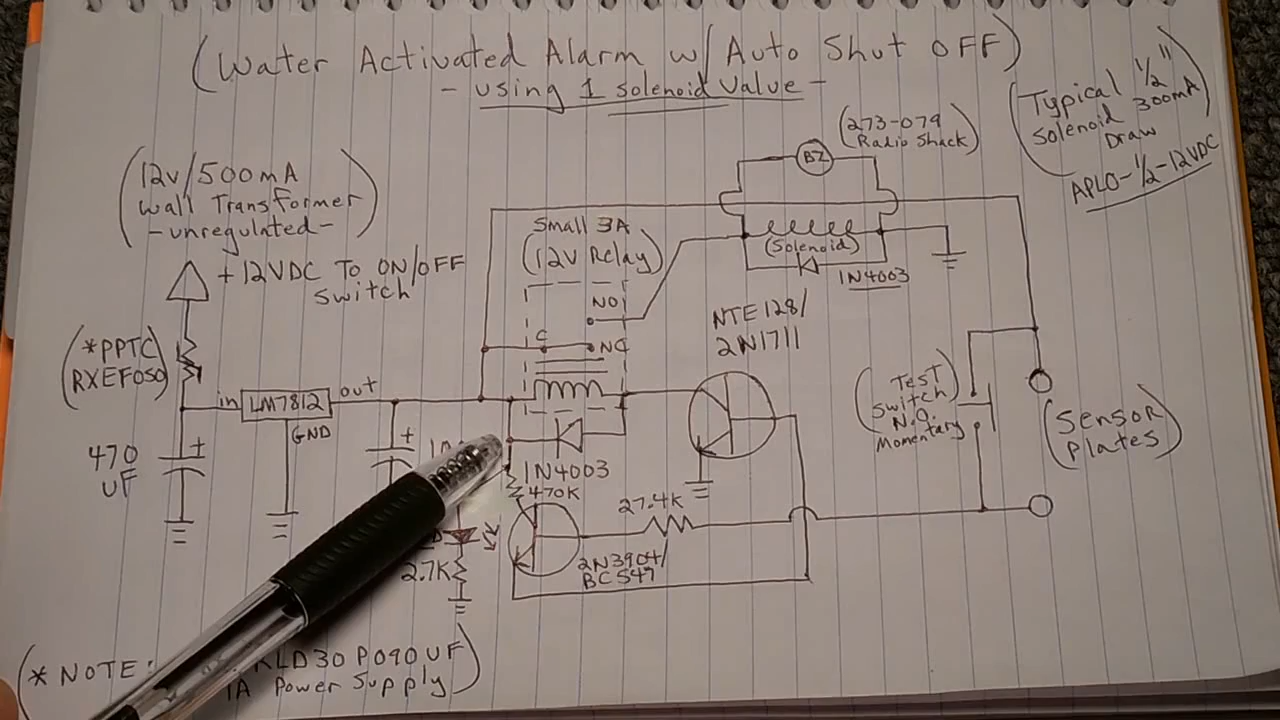 (Water Activated Alarm w/ Auto Shut OFF)
- using 1 solenoid value -
(Typical 1/2"
solenoid 300mA
Draw)
APLO-1/2-12VDC
(273-079
Radio Shack)
BZ
(12v/500mA
Wall Transformer
-unregulated-)
+12VDC To ON/OFF
switch
Small 3A
(12V Relay)
(Solenoid)
1N4003
NO
C
NC
NTE128/
2N1711
(*PPTC
RXEF050)
in
LM7812
out
GND
+
470
uF
+
1N4003
470K
27.4K
2N3904/
BC547
2.7K
(Test
Switch
N.O.
Momentary)
(Sensor
Plates)
(*NOTE:
KLD30P090UF
1A Power Supply)